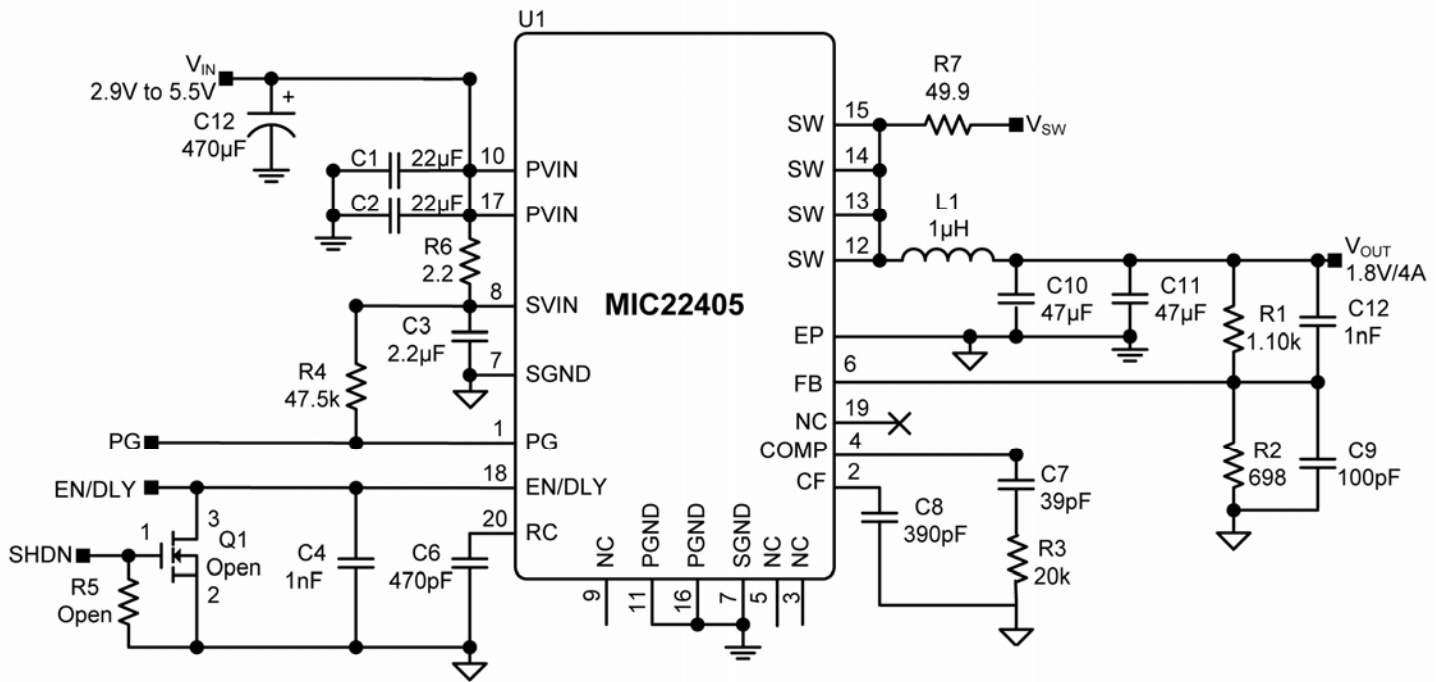 U1
V_IN
2.9V to 5.5V
+
C12
470µF
C1 22µF
C2 22µF
10 PVIN
17 PVIN
R6
2.2
8 SVIN
C3
2.2µF
7 SGND
R4
47.5k
PG
1 PG
EN/DLY
18 EN/DLY
20 RC
SHDN
1
3
Q1
Open
2
R5
Open
C4
1nF
C6
470pF
MIC22405
NC
PGND
PGND
SGND
NC
NC
9
11
16
7
5
3
SW 15
SW 14
SW 13
SW 12
R7
49.9
V_SW
L1
1µH
V_OUT
1.8V/4A
EP
C10
47µF
C11
47µF
R1
1.10k
C12
1nF
FB 6
NC 19
COMP 4
CF 2
C7
39pF
C8
390pF
R3
20k
R2
698
C9
100pF